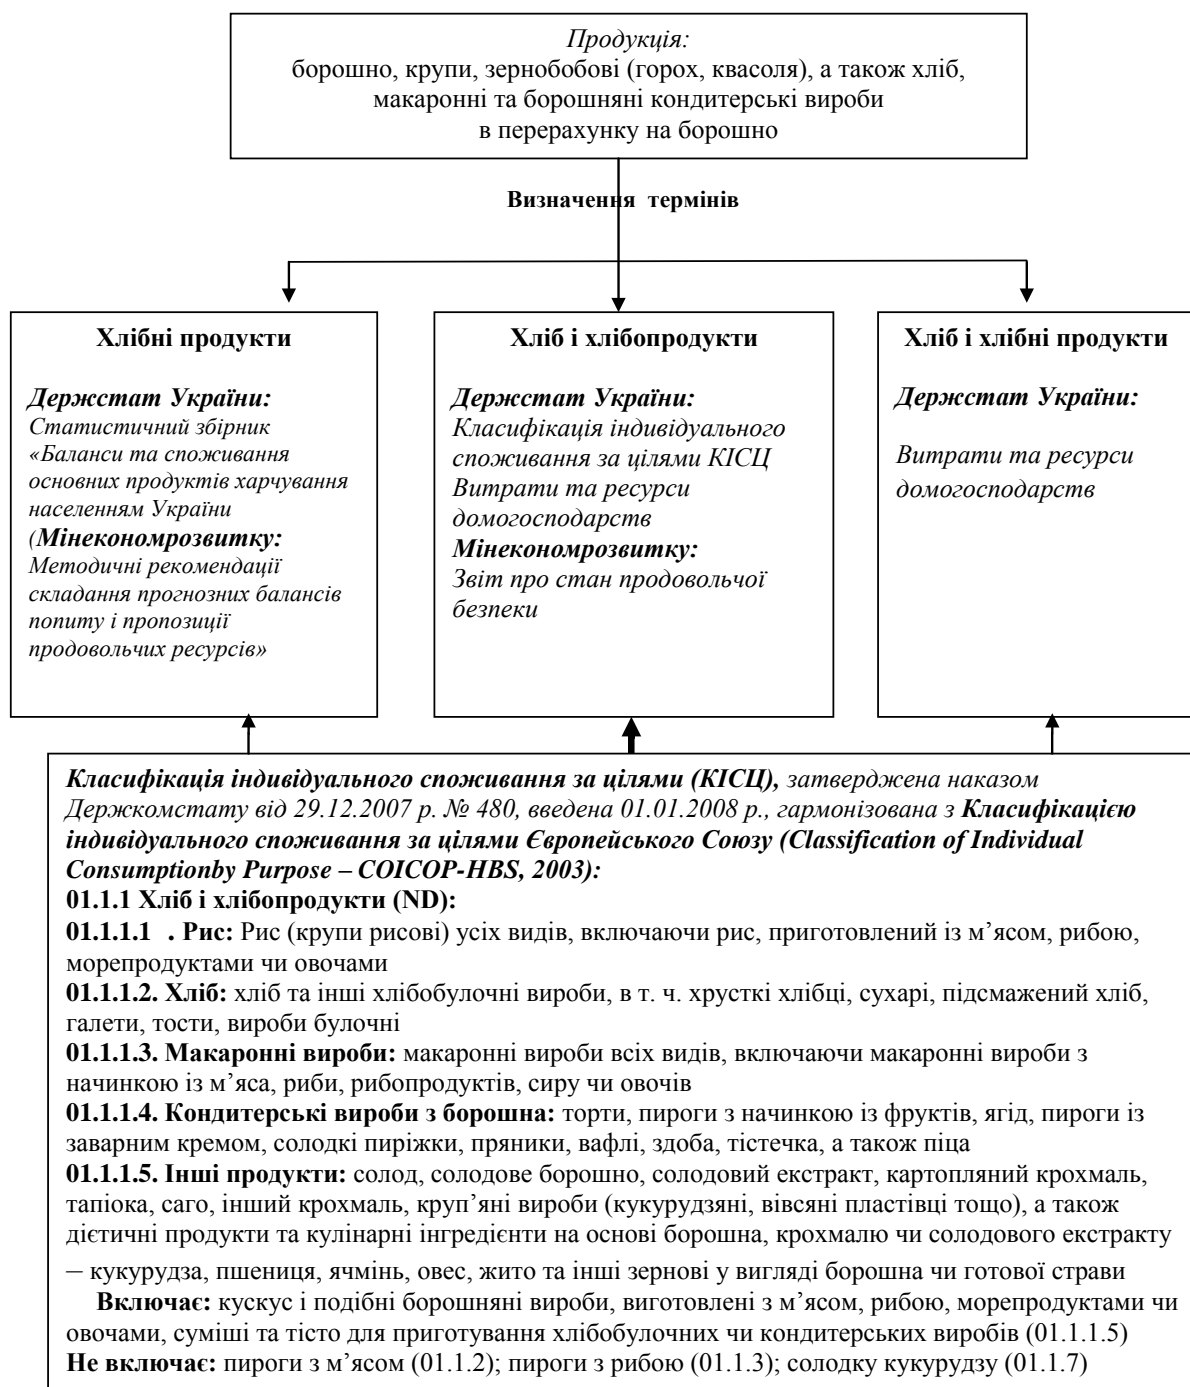 Продукція:
борошно, крупи, зернобобові (горох, квасоля), а також хліб,
макаронні та борошняні кондитерські вироби
в перерахунку на борошно
Визначення термінів
Хлібні продукти
Держстат України:
Статистичний збірник
«Баланси та споживання
основних продуктів харчування
населенням України
(Мінекономрозвитку:
Методичні рекомендації
складання прогнозних балансів
попиту і пропозиції
продовольчих ресурсів»
Хліб і хлібопродукти
Держстат України:
Класифікація індивідуального
споживання за цілями КІСЦ
Витрати та ресурси
домогосподарств
Мінекономрозвитку:
Звіт про стан продовольчої
безпеки
Хліб і хлібні продукти
Держстат України:
Витрати та ресурси
домогосподарств
Класифікація індивідуального споживання за цілями (КІСЦ), затверджена наказом
Держкомстату від 29.12.2007 р. № 480, введена 01.01.2008 р., гармонізована з Класифікацією
індивідуального споживання за цілями Європейського Союзу (Classification of Individual
Consumptionby Purpose – COICOP-HBS, 2003):
01.1.1 Хліб і хлібопродукти (ND):
01.1.1.1 . Рис: Рис (крупи рисові) усіх видів, включаючи рис, приготовлений із м’ясом, рибою,
морепродуктами чи овочами
01.1.1.2. Хліб: хліб та інші хлібобулочні вироби, в т. ч. хрусткі хлібці, сухарі, підсмажений хліб,
галети, тости, вироби булочні
01.1.1.3. Макаронні вироби: макаронні вироби всіх видів, включаючи макаронні вироби з
начинкою із м’яса, риби, рибопродуктів, сиру чи овочів
01.1.1.4. Кондитерські вироби з борошна: торти, пироги з начинкою із фруктів, ягід, пироги із
заварним кремом, солодкі пиріжки, пряники, вафлі, здоба, тістечка, а також піца
01.1.1.5. Інші продукти: солод, солодове борошно, солодовий екстракт, картопляний крохмаль,
тапіока, саго, інший крохмаль, круп’яні вироби (кукурудзяні, вівсяні пластівці тощо), а також
дієтичні продукти та кулінарні інгредієнти на основі борошна, крохмалю чи солодового екстракту
– кукурудза, пшениця, ячмінь, овес, жито та інші зернові у вигляді борошна чи готової страви
Включає: кускус і подібні борошняні вироби, виготовлені з м’ясом, рибою, морепродуктами чи
овочами, суміші та тісто для приготування хлібобулочних чи кондитерських виробів (01.1.1.5)
Не включає: пироги з м’ясом (01.1.2); пироги з рибою (01.1.3); солодку кукурудзу (01.1.7)